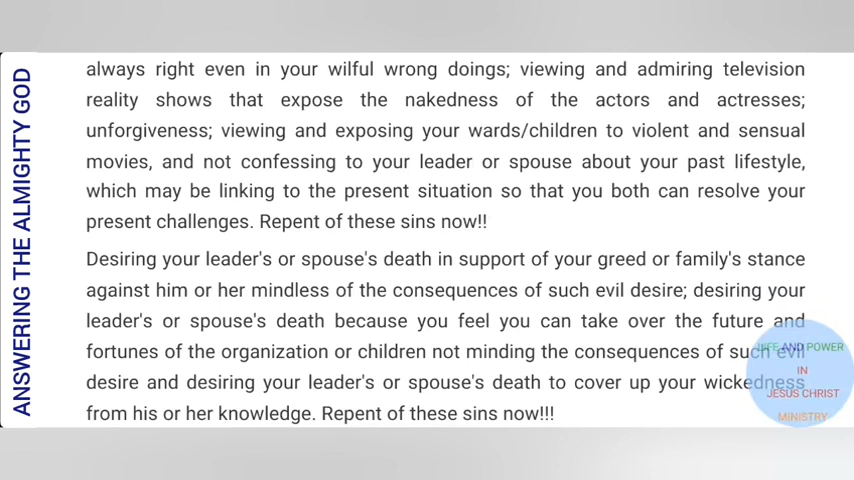 ANSWERING THE ALMIGHTY GOD
always right even in your wilful wrong doings; viewing and admiring television
reality shows that expose the nakedness of the actors and actresses;
unforgiveness; viewing and exposing your wards/children to violent and sensual
movies, and not confessing to your leader or spouse about your past lifestyle,
which may be linking to the present situation so that you both can resolve your
present challenges. Repent of these sins now!!
Desiring your leader's or spouse's death in support of your greed or family's stance
against him or her mindless of the consequences of such evil desire; desiring your
leader's or spouse's death because you feel you can take over the future and
fortunes of the organization or children not minding the consequences of such evil
desire and desiring your leader's or spouse's death to cover up your wickedness
from his or her knowledge. Repent of these sins now!!!
LIFE AND POWER
IN
JESUS CHRIST
MINISTRY